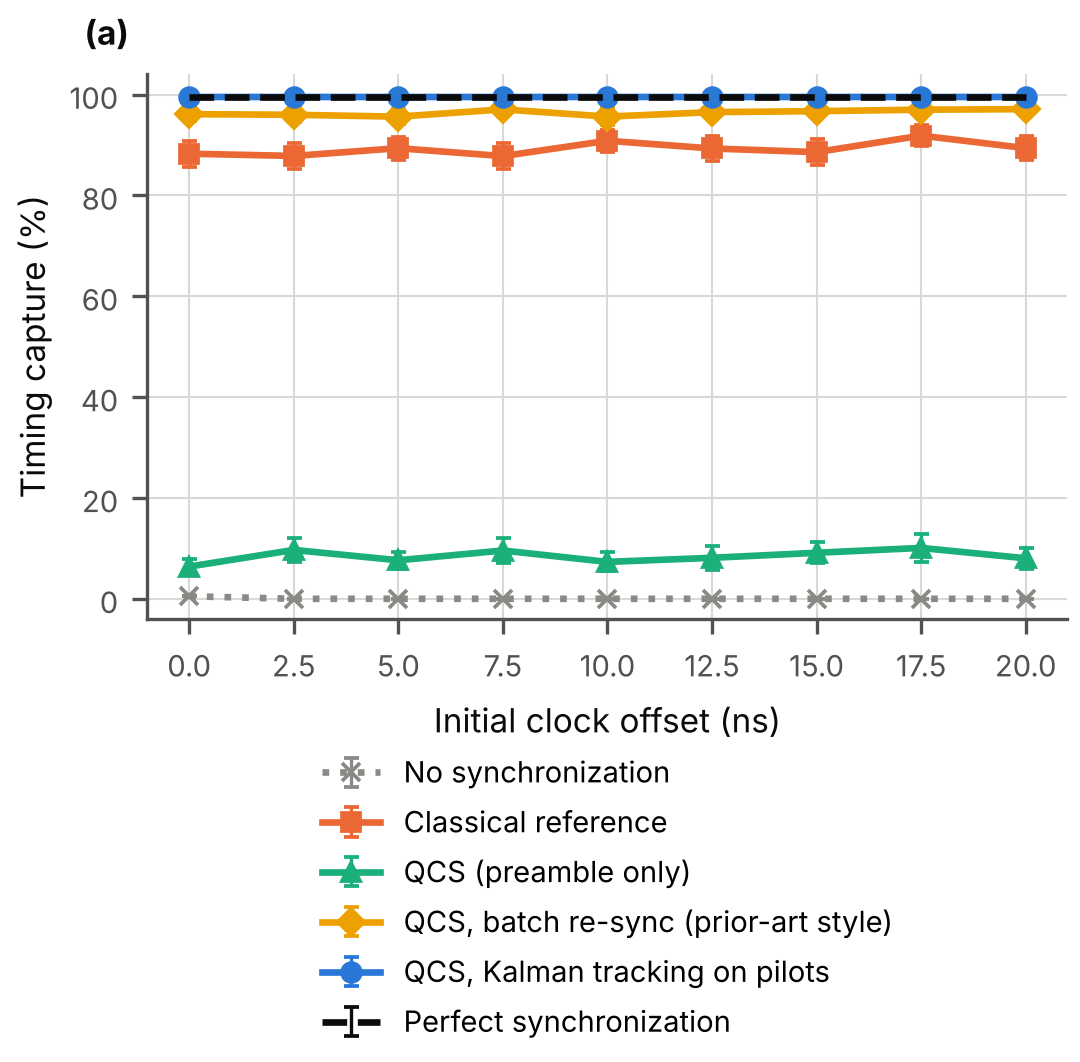 (a)
100
80
60
40
20
0
Timing capture (%)
0.0 2.5 5.0 7.5 10.0 12.5 15.0 17.5 20.0
Initial clock offset (ns)
No synchronization
Classical reference
QCS (preamble only)
QCS, batch re-sync (prior-art style)
QCS, Kalman tracking on pilots
Perfect synchronization